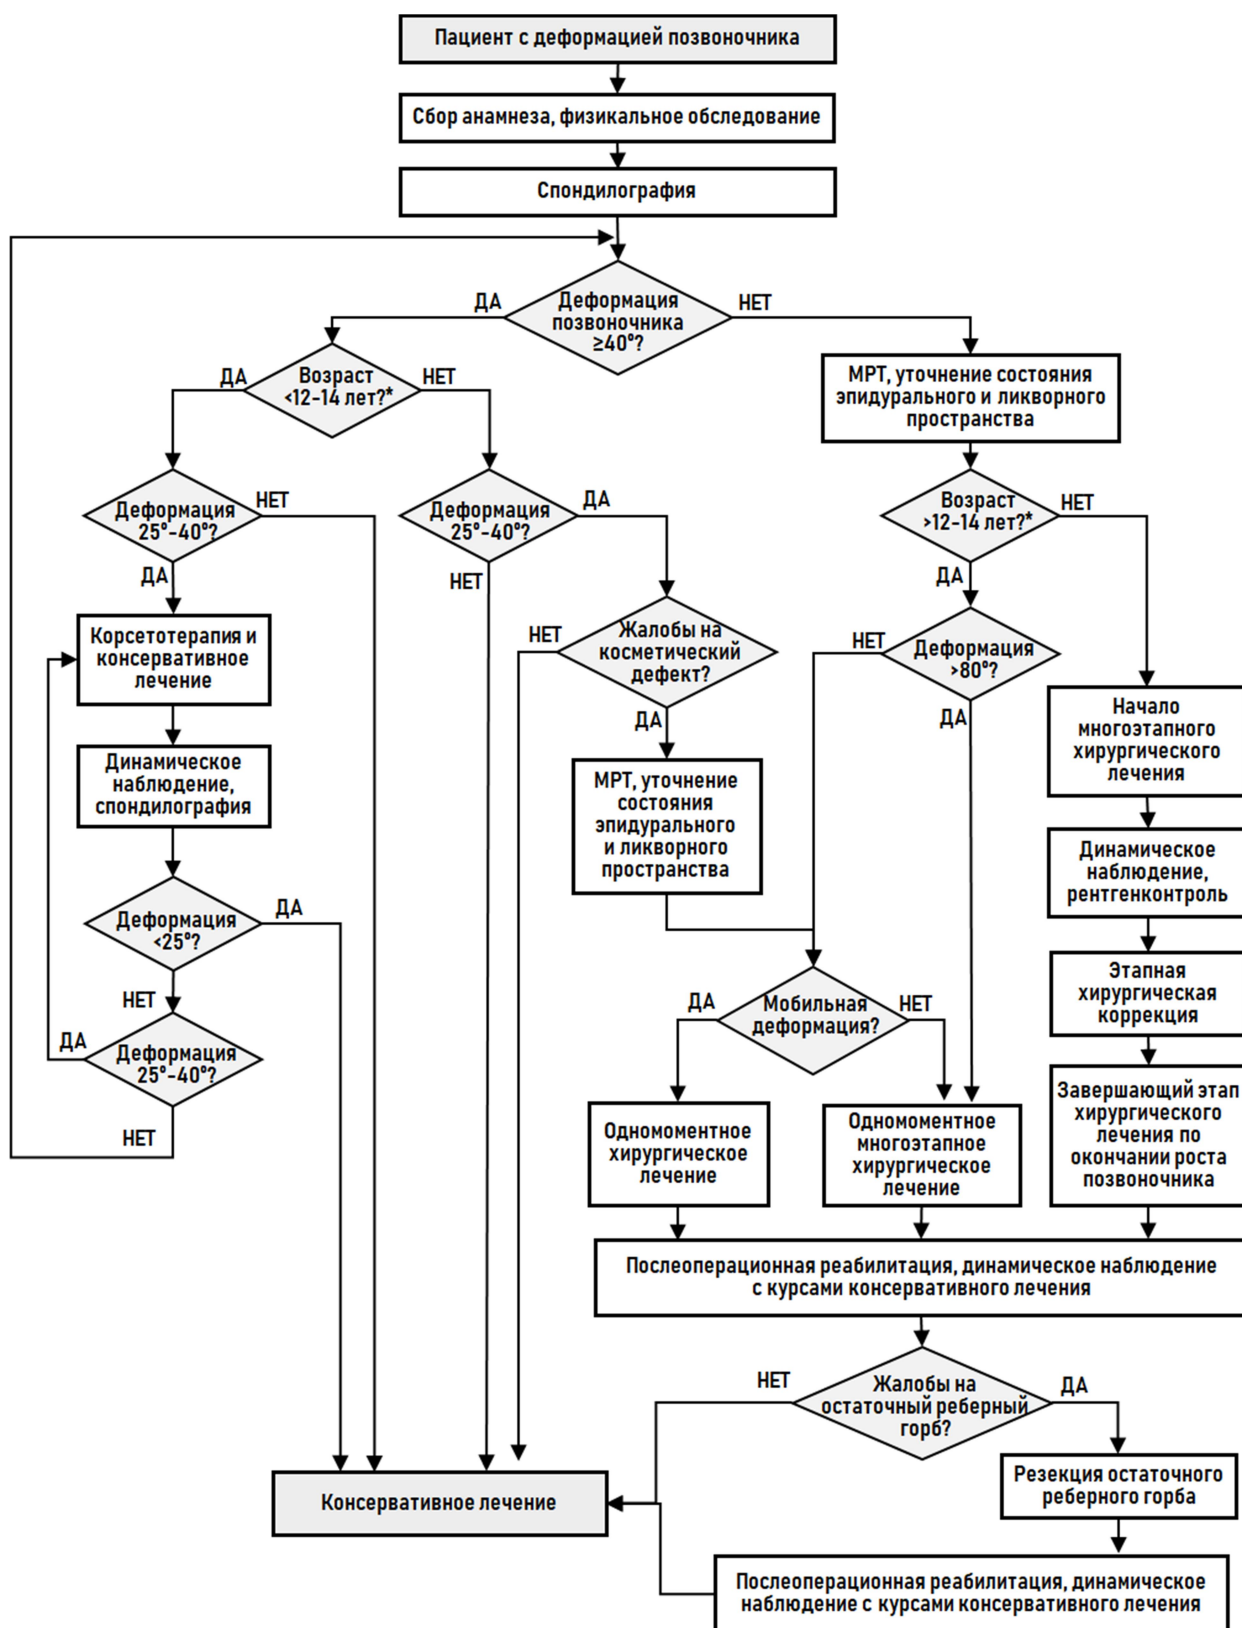 Пациент с деформацией позвоночника
Сбор анамнеза, физикальное обследование
Спондилография
Деформация
позвоночника
≥40°?
ДА
НЕТ
Возраст
<12-14 лет?*
ДА
НЕТ
МРТ, уточнение состояния
эпидурального и ликворного
пространства
Деформация
25°-40°?
НЕТ
ДА
Деформация
25°-40°?
ДА
НЕТ
Возраст
>12-14 лет?*
НЕТ
ДА
Корсетотерапия и
консервативное
лечение
Жалобы на
косметический
дефект?
НЕТ
ДА
Деформация
>80°?
НЕТ
ДА
Начало
многоэтапного
хирургического
лечения
Динамическое
наблюдение,
спондилография
МРТ, уточнение
состояния
эпидурального
и ликворного
пространства
Динамическое
наблюдение,
рентгенконтроль
Деформация
<25°?
ДА
НЕТ
Этапная
хирургическая
коррекция
Мобильная
деформация?
ДА
НЕТ
Деформация
25°-40°?
ДА
НЕТ
Одномоментное
хирургическое
лечение
Одномоментное
многоэтапное
хирургическое
лечение
Завершающий этап
хирургического
лечения по
окончании роста
позвоночника
Послеоперационная реабилитация, динамическое наблюдение
с курсами консервативного лечения
Жалобы на
остаточный реберный
горб?
НЕТ
ДА
Резекция остаточного
реберного горба
Консервативное лечение
Послеоперационная реабилитация, динамическое
наблюдение с курсами консервативного лечения